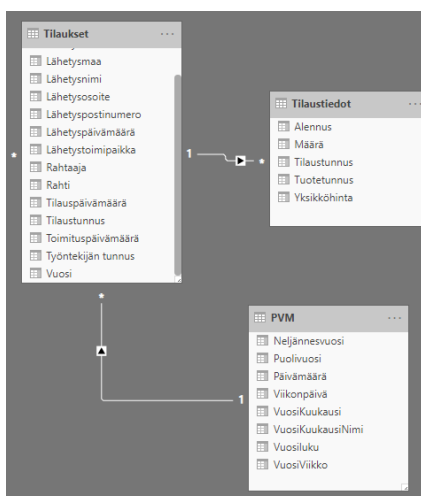 Tilaukset
Lähetysmaa
Lähetysnimi
Lähetysosoite
Lähetyspostinumero
Lähetyspäivämäärä
Lähetystoimipaikka
Rahtaaja
Rahti
Tilauspäivämäärä
Tilaustunnus
Toimituspäivämäärä
Työntekijän tunnus
Vuosi
*
1
*
Tilaustiedot
Alennus
Määrä
Tilaustunnus
Tuotetunnus
Yksikköhinta
*
1
PVM
Neljännesvuosi
Puolivuosi
Päivämäärä
Viikonpäivä
VuosiKuukausi
VuosiKuukausiNimi
Vuosiluku
VuosiViikko